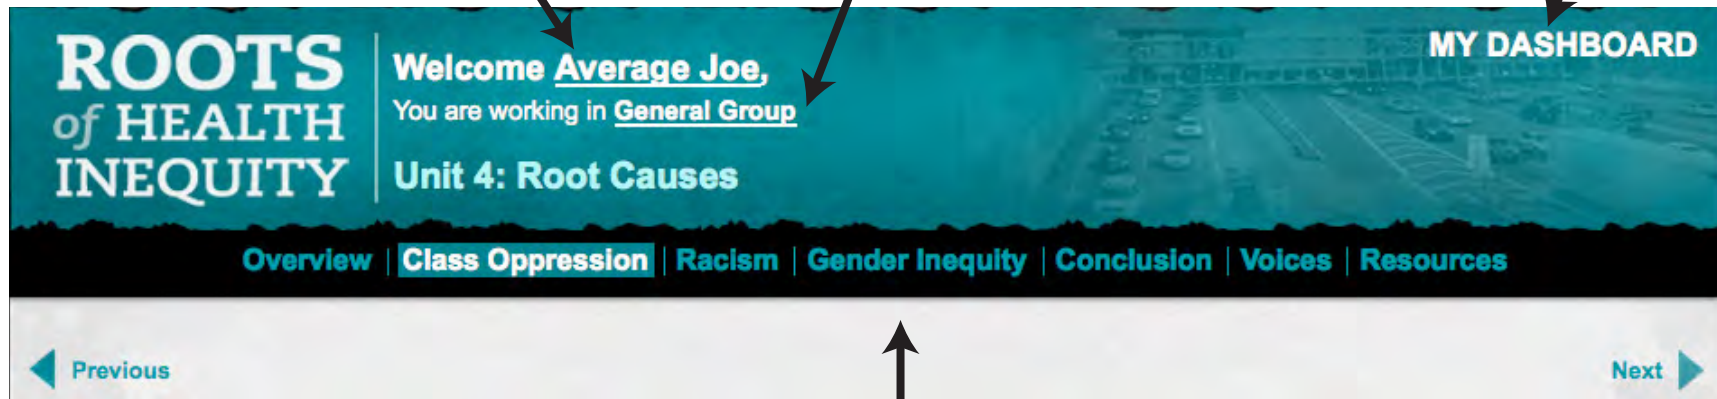 ROOTS
of HEALTH
INEQUITY
Welcome Average Joe,
You are working in General Group
Unit 4: Root Causes
MY DASHBOARD
Overview | Class Oppression | Racism | Gender Inequity | Conclusion | Voices | Resources
Previous
Next